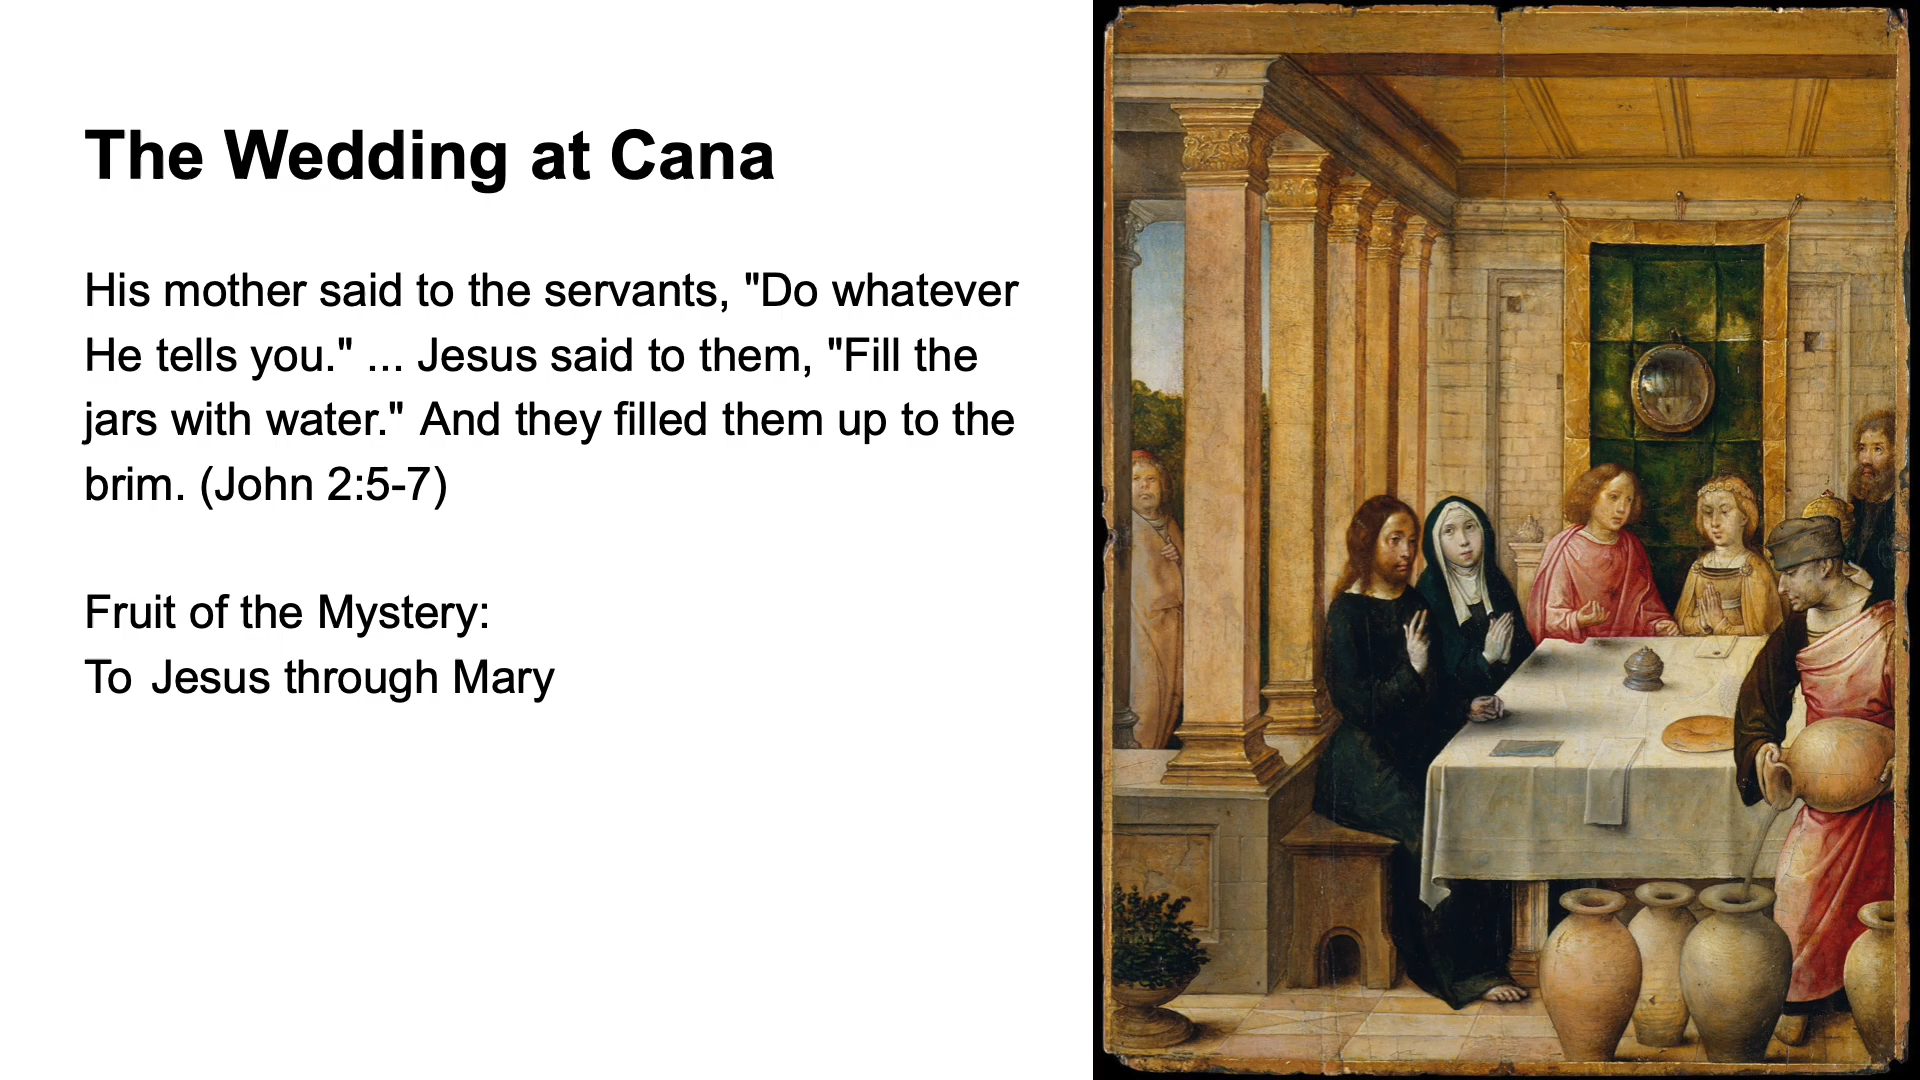 The Wedding at Cana
His mother said to the servants, "Do whatever
He tells you." ... Jesus said to them, "Fill the
jars with water." And they filled them up to the
brim. (John 2:5-7)
Fruit of the Mystery:
To Jesus through Mary